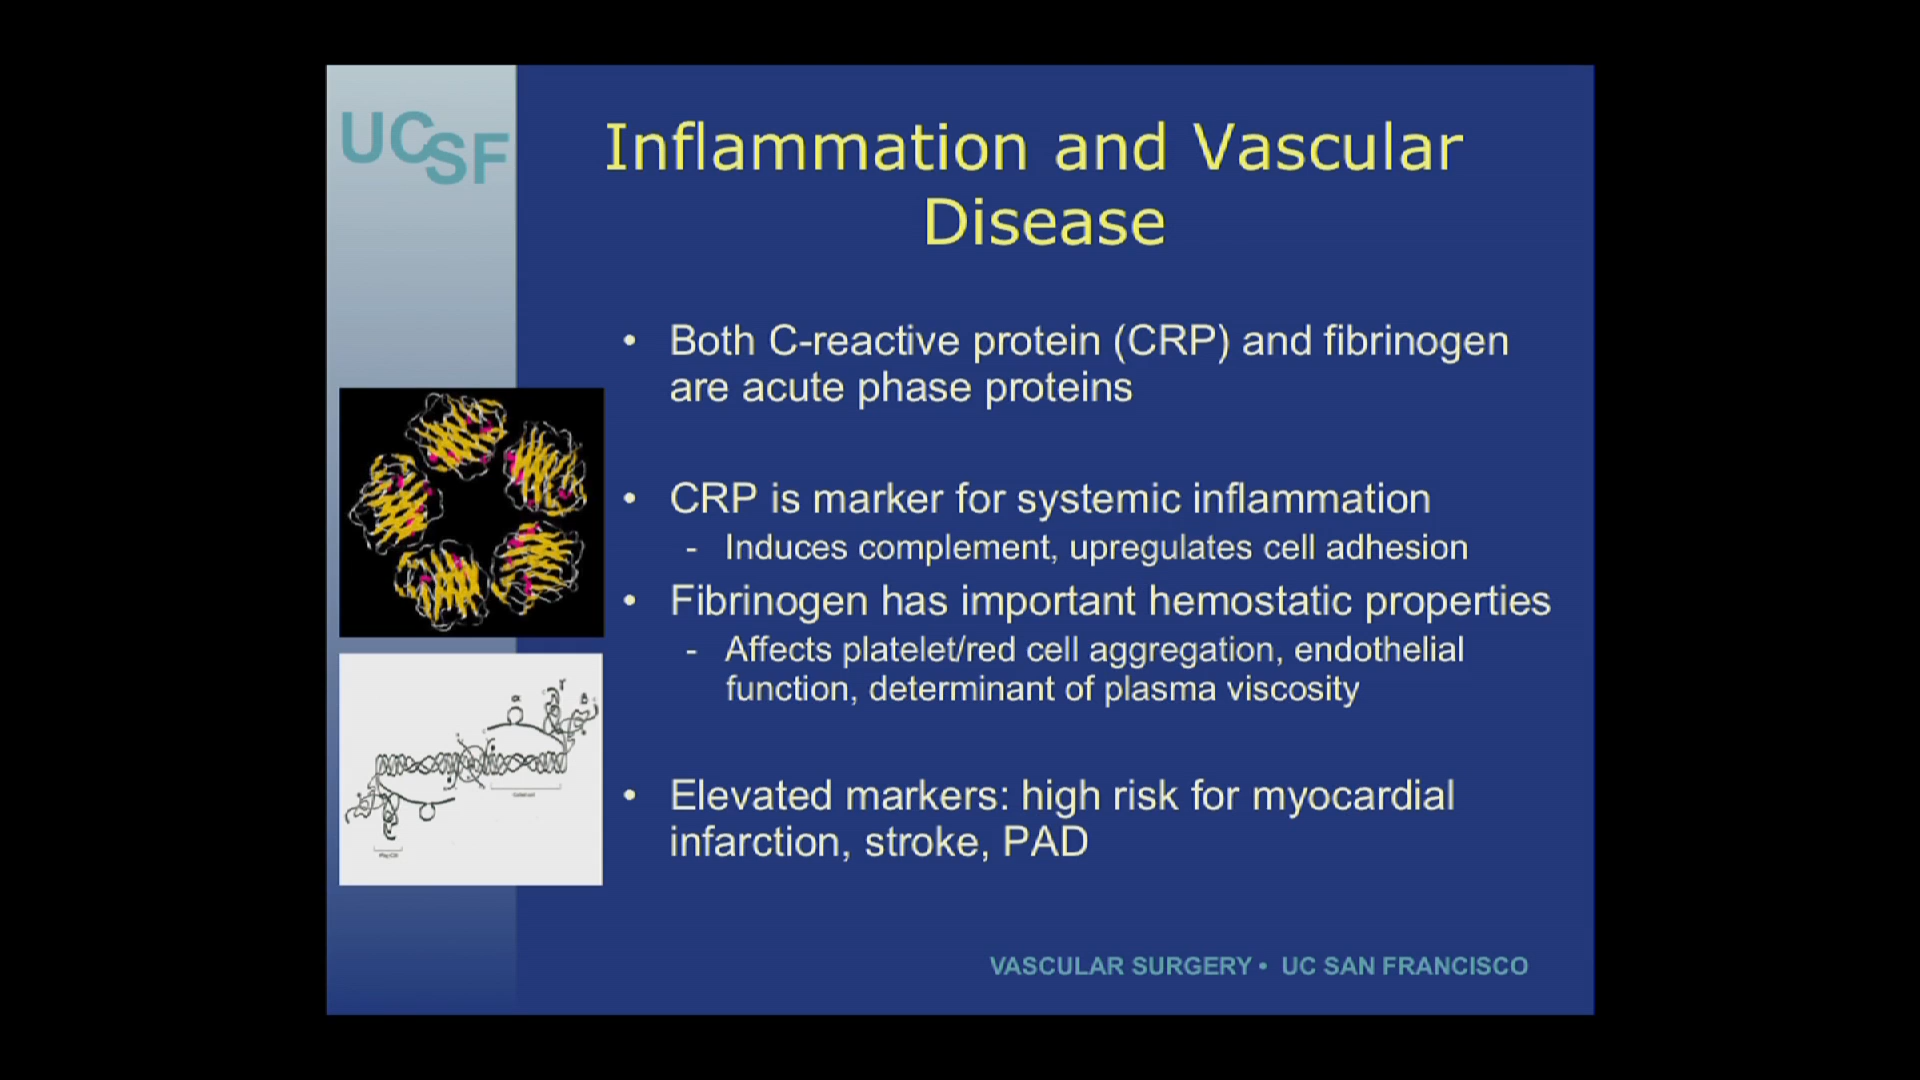 UCSF
Inflammation and Vascular
Disease
• Both C-reactive protein (CRP) and fibrinogen
are acute phase proteins
• CRP is marker for systemic inflammation
- Induces complement, upregulates cell adhesion
• Fibrinogen has important hemostatic properties
- Affects platelet/red cell aggregation, endothelial
function, determinant of plasma viscosity
• Elevated markers: high risk for myocardial
infarction, stroke, PAD
VASCULAR SURGERY • UC SAN FRANCISCO